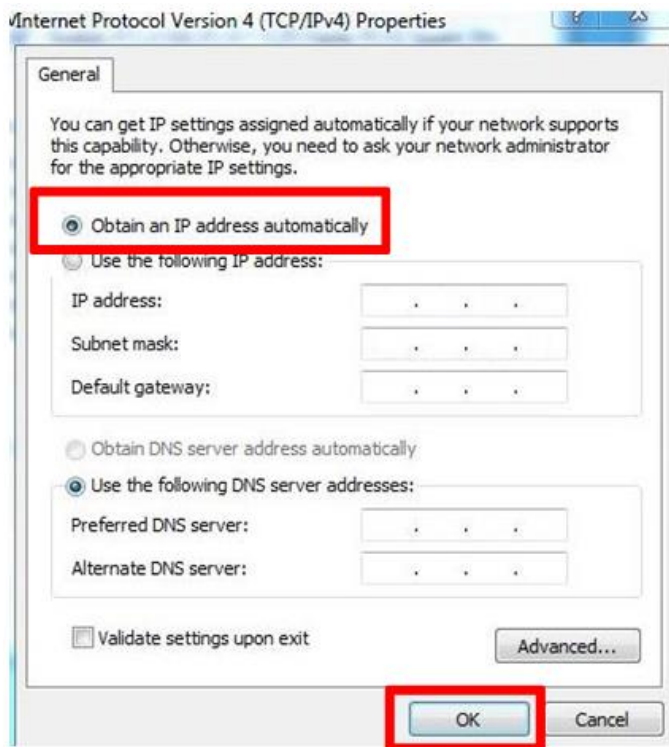 Internet Protocol Version 4 (TCP/IPv4) Properties
General
You can get IP settings assigned automatically if your network supports
this capability. Otherwise, you need to ask your network administrator
for the appropriate IP settings.
Obtain an IP address automatically
Use the following IP address:
IP address:
Subnet mask:
Default gateway:
Obtain DNS server address automatically
Use the following DNS server addresses:
Preferred DNS server:
Alternate DNS server:
Validate settings upon exit
Advanced...
OK
Cancel